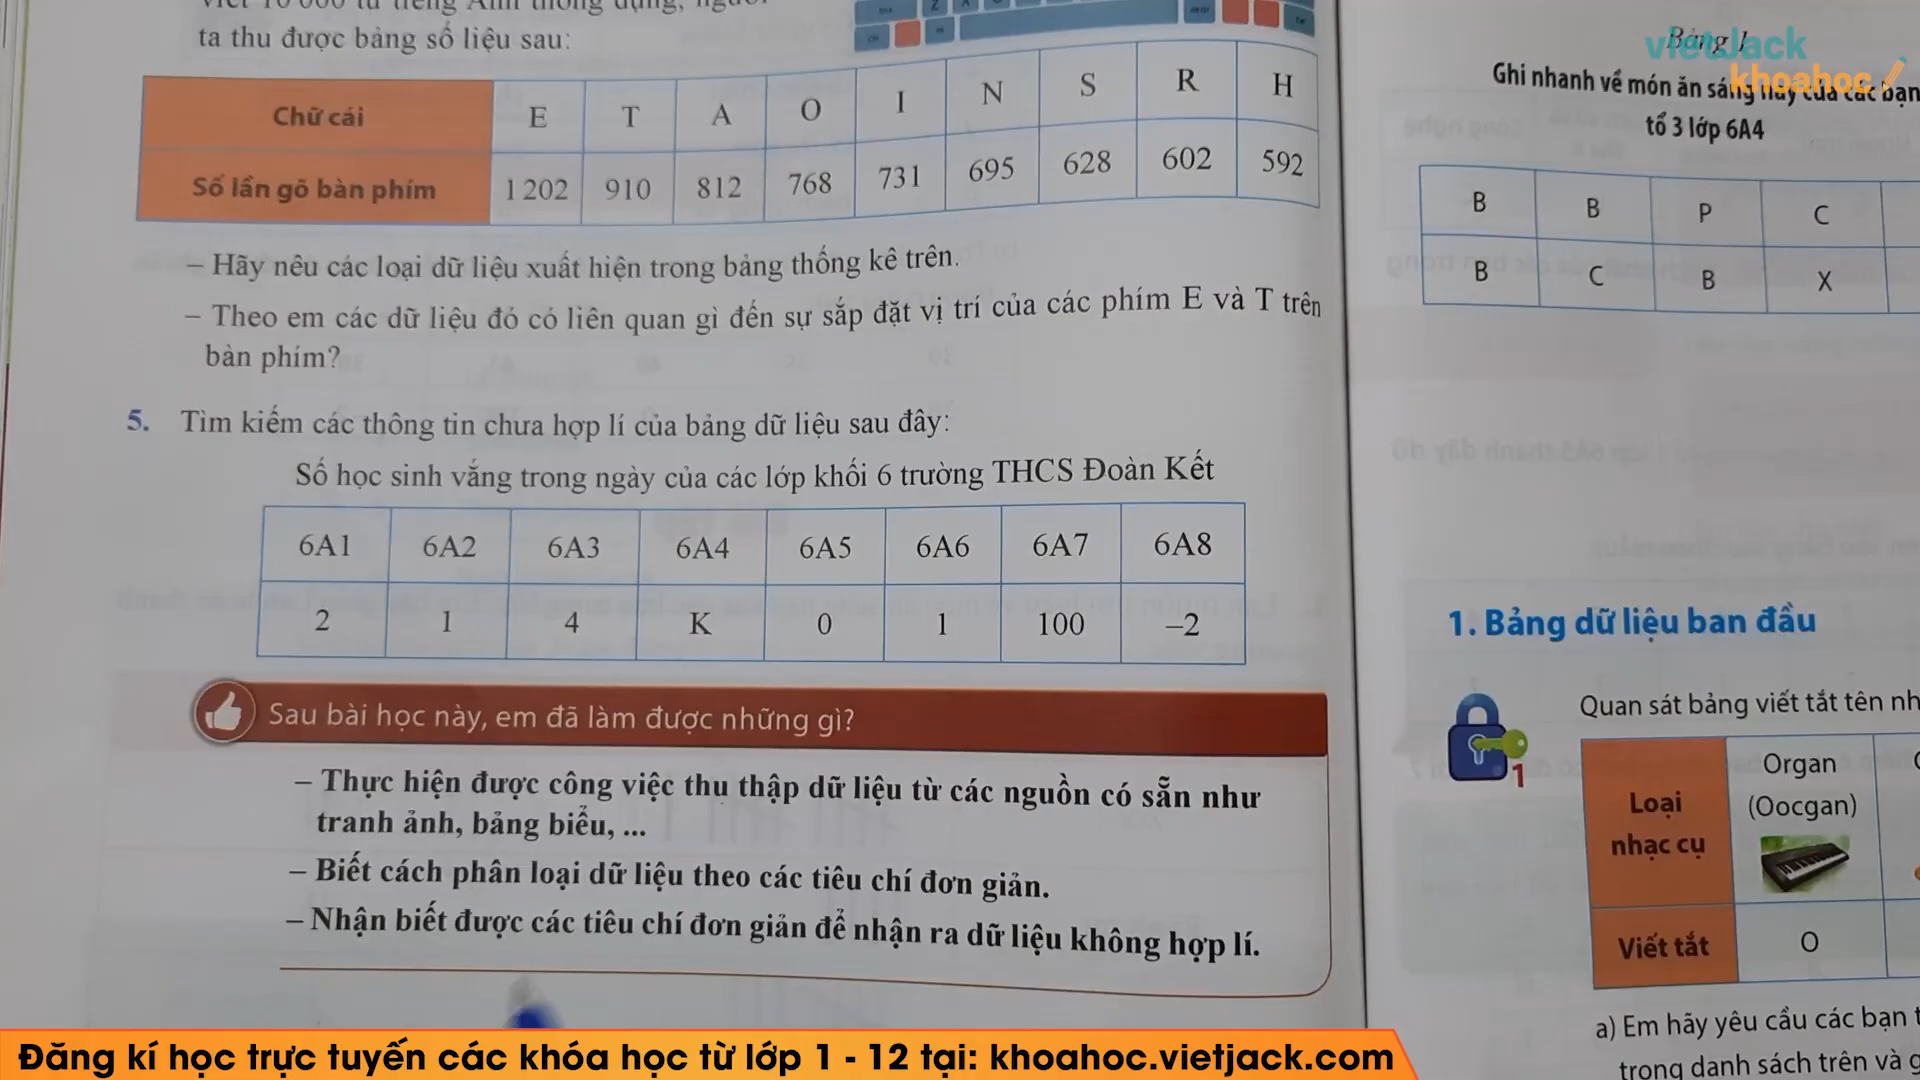 ta thu được bảng số liệu sau:
Chữ cái E T A O I N S R H
Số lần gõ bàn phím 1 202 910 812 768 731 695 628 602 592
– Hãy nêu các loại dữ liệu xuất hiện trong bảng thống kê trên.
– Theo em các dữ liệu đó có liên quan gì đến sự sắp đặt vị trí của các phím E và T trên
bàn phím?
5. Tìm kiếm các thông tin chưa hợp lí của bảng dữ liệu sau đây:
Số học sinh vắng trong ngày của các lớp khối 6 trường THCS Đoàn Kết
6A1 6A2 6A3 6A4 6A5 6A6 6A7 6A8
2 1 4 K 0 1 100 –2
Sau bài học này, em đã làm được những gì?
– Thực hiện được công việc thu thập dữ liệu từ các nguồn có sẵn như
tranh ảnh, bảng biểu, ...
– Biết cách phân loại dữ liệu theo các tiêu chí đơn giản.
– Nhận biết được các tiêu chí đơn giản để nhận ra dữ liệu không hợp lí.
Bảng 1
vietJack
khoahoc
Ghi nhanh về món ăn sáng nay của các bạn
tổ 3 lớp 6A4
B B P C
B C B X
1. Bảng dữ liệu ban đầu
1
Quan sát bảng viết tắt tên
Loại
nhạc cụ
Organ
(Oocgan)
Viết tắt O
a) Em hãy yêu cầu các bạn
trong danh sách trên và
Đăng kí học trực tuyến các khóa học từ lớp 1 - 12 tại: khoahoc.vietjack.com